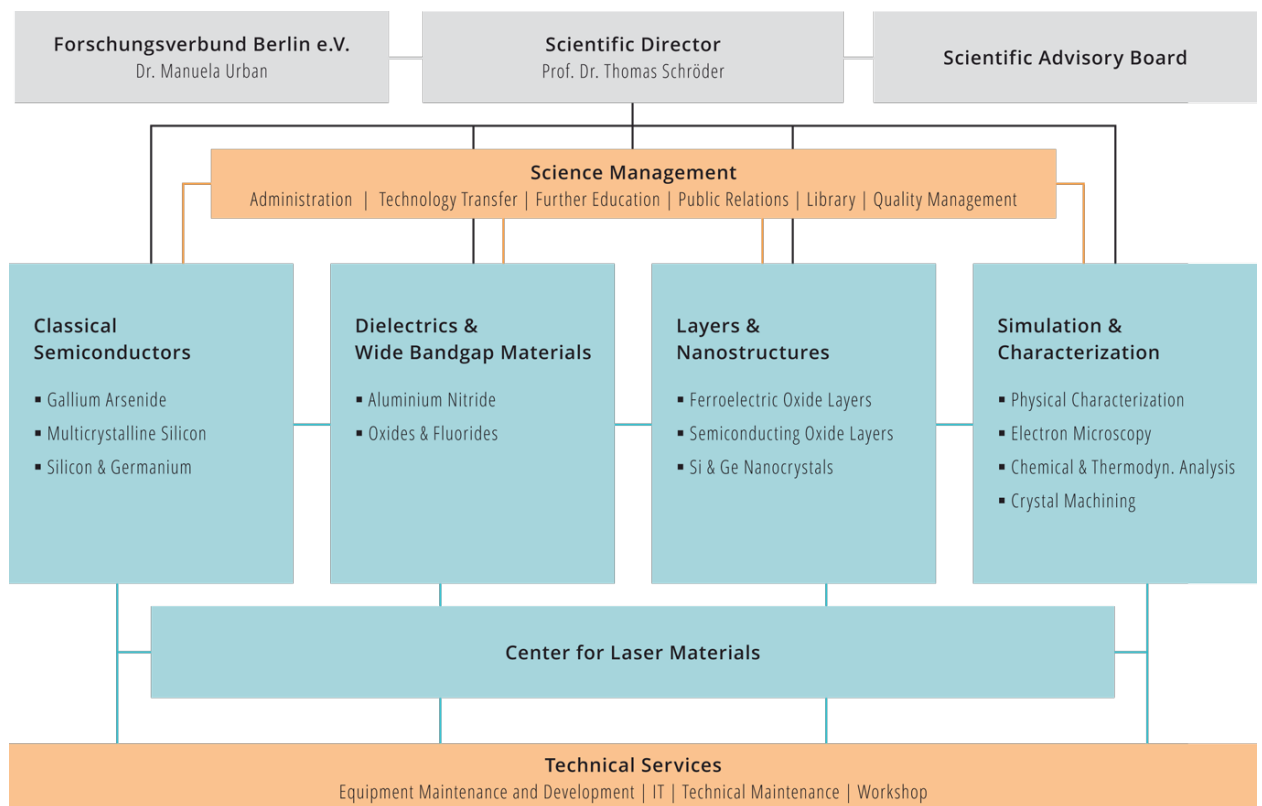 Forschungsverbund Berlin e.V.
Dr. Manuela Urban
Scientific Director
Prof. Dr. Thomas Schröder
Scientific Advisory Board
Science Management
Administration | Technology Transfer | Further Education | Public Relations | Library | Quality Management
Classical
Semiconductors
▪ Gallium Arsenide
▪ Multicrystalline Silicon
▪ Silicon & Germanium
Dielectrics &
Wide Bandgap Materials
▪ Aluminium Nitride
▪ Oxides & Fluorides
Layers &
Nanostructures
▪ Ferroelectric Oxide Layers
▪ Semiconducting Oxide Layers
▪ Si & Ge Nanocrystals
Simulation &
Characterization
▪ Physical Characterization
▪ Electron Microscopy
▪ Chemical & Thermodyn. Analysis
▪ Crystal Machining
Center for Laser Materials
Technical Services
Equipment Maintenance and Development | IT | Technical Maintenance | Workshop